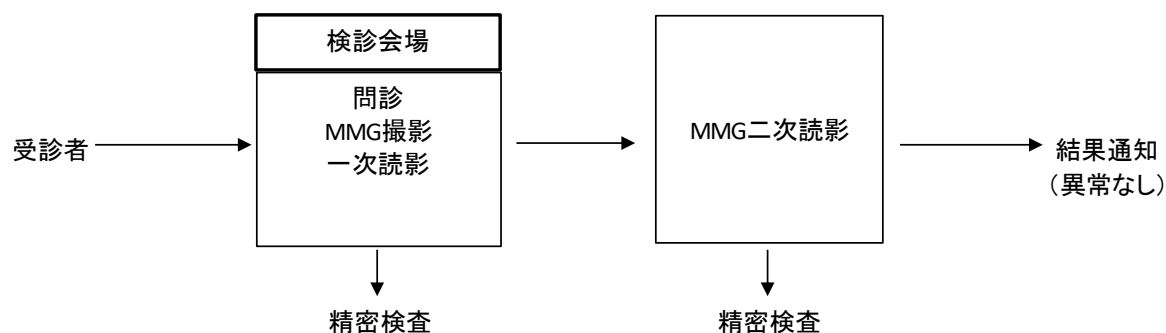 検診会場
問診
MMG撮影
一次読影
受診者
MMG二次読影
結果通知
（異常なし）
精密検査
精密検査